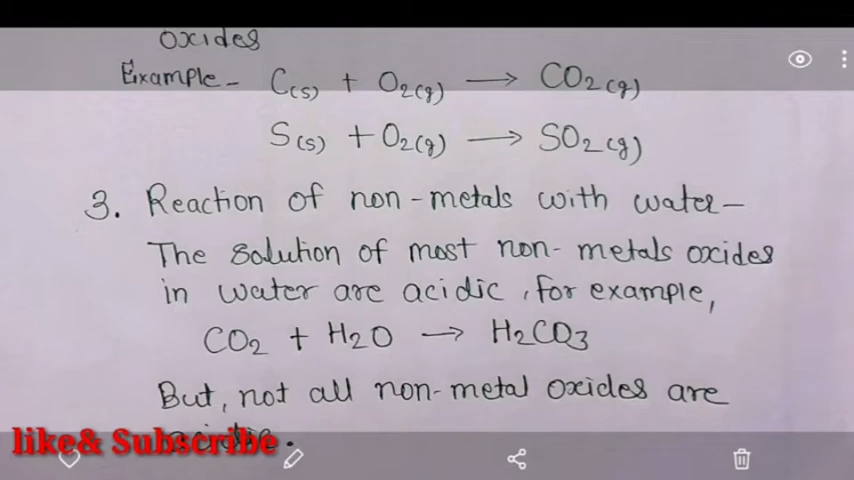 oxides
Example- C(s) + O2(g) → CO2(g)
S(s) + O2(g) → SO2(g)
3. Reaction of non-metals with water-
The solution of most non-metals oxides
in water are acidic, for example,
CO2 + H2O → H2CO3
But, not all non-metal oxides are
like& Subscribe